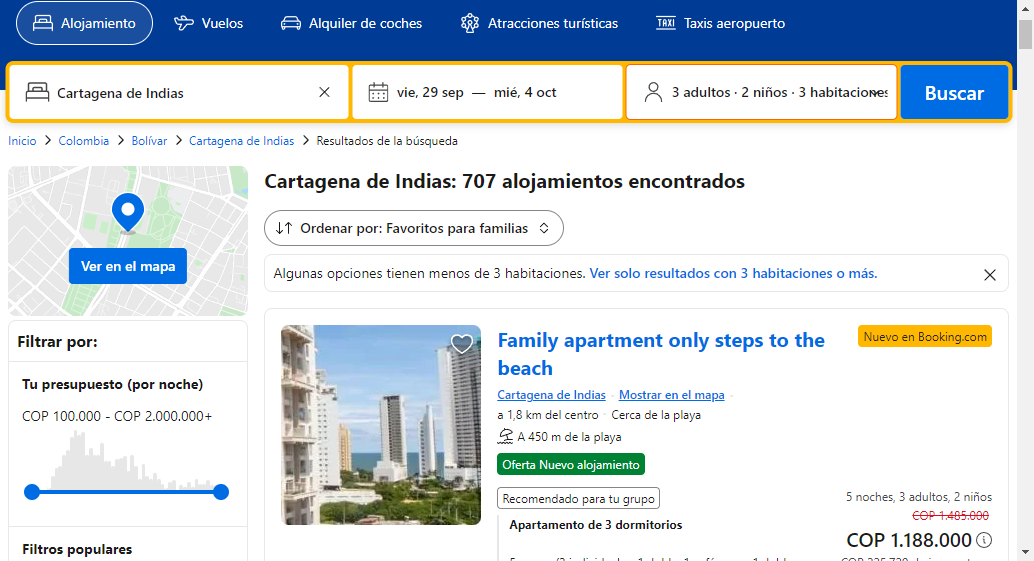 Alojamiento
Vuelos
Alquiler de coches
Atracciones turísticas
TAXI
Taxis aeropuerto
Cartagena de Indias
vie, 29 sep — mié, 4 oct
3 adultos · 2 niños · 3 habitaciones
Buscar
Inicio > Colombia > Bolívar > Cartagena de Indias > Resultados de la búsqueda
Ver en el mapa
Filtrar por:
Tu presupuesto (por noche)
COP 100.000 - COP 2.000.000+
Filtros populares
Cartagena de Indias: 707 alojamientos encontrados
Ordenar por: Favoritos para familias
Algunas opciones tienen menos de 3 habitaciones. Ver solo resultados con 3 habitaciones o más.
Family apartment only steps to the
beach
Nuevo en Booking.com
Cartagena de Indias · Mostrar en el mapa ·
a 1,8 km del centro · Cerca de la playa
A 450 m de la playa
Oferta Nuevo alojamiento
Recomendado para tu grupo
Apartamento de 3 dormitorios
5 noches, 3 adultos, 2 niños
COP 1.485.000
COP 1.188.000